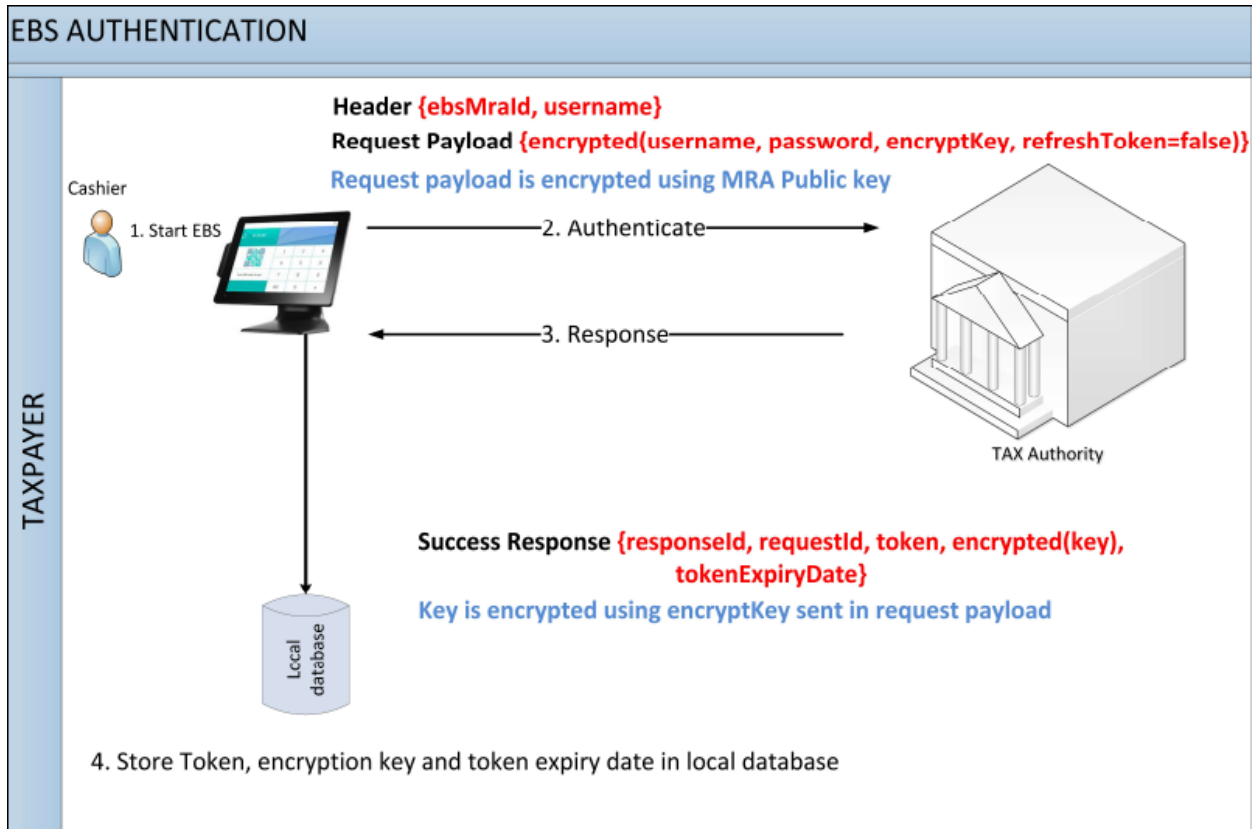 EBS AUTHENTICATION
TAXPAYER
Header {ebsMraId, username}
Request Payload {encrypted(username, password, encryptKey, refreshToken=false)}
Request payload is encrypted using MRA Public key
Cashier
1. Start EBS
2. Authenticate
3. Response
TAX Authority
Success Response {responseId, requestId, token, encrypted(key),
tokenExpiryDate}
Key is encrypted using encryptKey sent in request payload
Local
database
4. Store Token, encryption key and token expiry date in local database